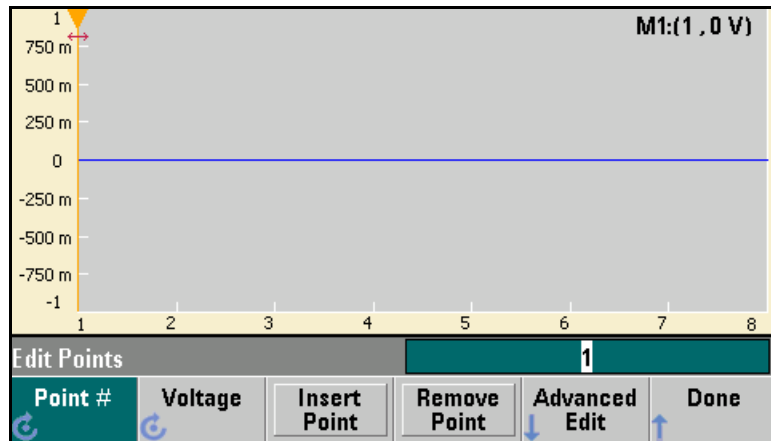 1
M1:(1 , 0 V)
750 m
500 m
250 m
0
-250 m
-500 m
-750 m
-1
1 2 3 4 5 6 7 8
Edit Points
1
Point #
Voltage
Insert
Point
Remove
Point
Advanced
Edit
Done